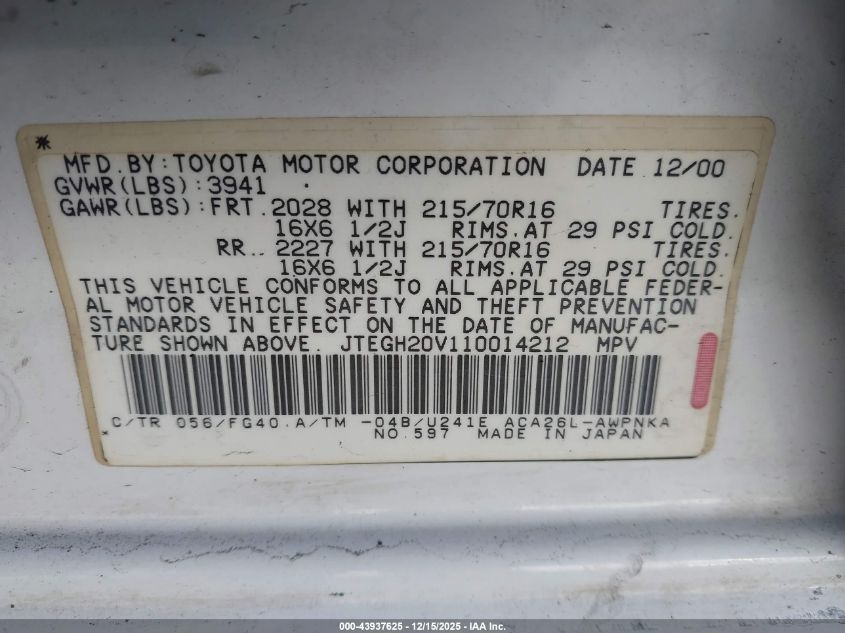 MFD.BY:TOYOTA MOTOR CORPORATION DATE 12/00
GVWR(LBS):3941
GAWR(LBS):FRT.2028 WITH 215/70R16 TIRES.
16X6 1/2J RIMS.AT 29 PSI COLD.
RR.. 2227 WITH 215/70R16 TIRES.
16X6 1/2J RIMS.AT 29 PSI COLD.
THIS VEHICLE CONFORMS TO ALL APPLICABLE FEDER-
AL MOTOR VEHICLE SAFETY AND THEFT PREVENTION
STANDARDS IN EFFECT ON THE DATE OF MANUFAC-
TURE SHOWN ABOVE. JTEGH20V110014212 MPV
C/TR 056/FG40.A/TM -04B/U241E ACA26L-AWPNKA
NO.597 MADE IN JAPAN
000-43937625 - 12/15/2025 - IAA Inc.